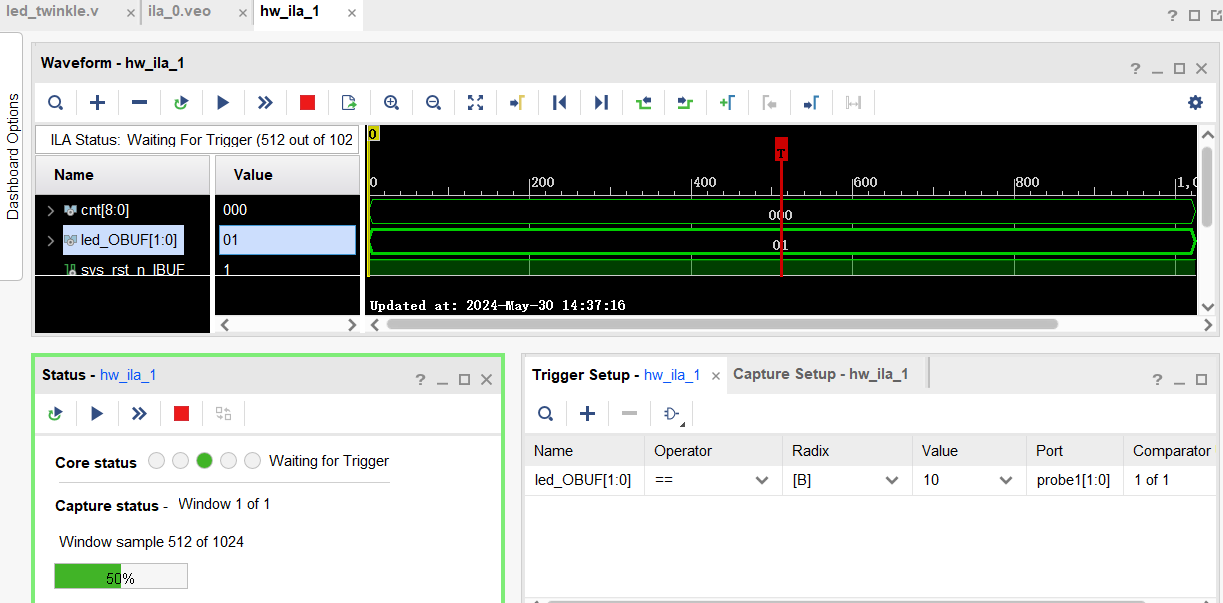 led_twinkle.v × ila_0.veo × hw_ila_1 ×
?
Dashboard Options
Waveform - hw_ila_1
?
ILA Status: Waiting For Trigger (512 out of 102
Name Value
cnt[8:0] 000
led_OBUF[1:0] 01
sys_rst_n_IBUF 1
0
T
0 200 400 600 800 1,0
000
01
Updated at: 2024-May-30 14:37:16
Status - hw_ila_1
?
Core status Waiting for Trigger
Capture status - Window 1 of 1
Window sample 512 of 1024
50%
Trigger Setup - hw_ila_1 × Capture Setup - hw_ila_1
?
Name Operator Radix Value Port Comparator
led_OBUF[1:0] == [B] 10 probe1[1:0] 1 of 1